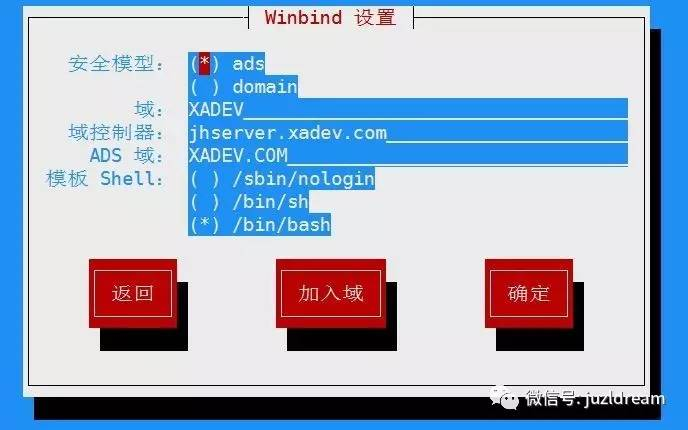 Winbind 设置
安全模型： (*) ads
( ) domain
域： XADEV
域控制器： jhserver.xadev.com
ADS 域： XADEV.COM
模板 Shell： ( ) /sbin/nologin
( ) /bin/sh
(*) /bin/bash
返回 加入域 确定
微信号: juzldream